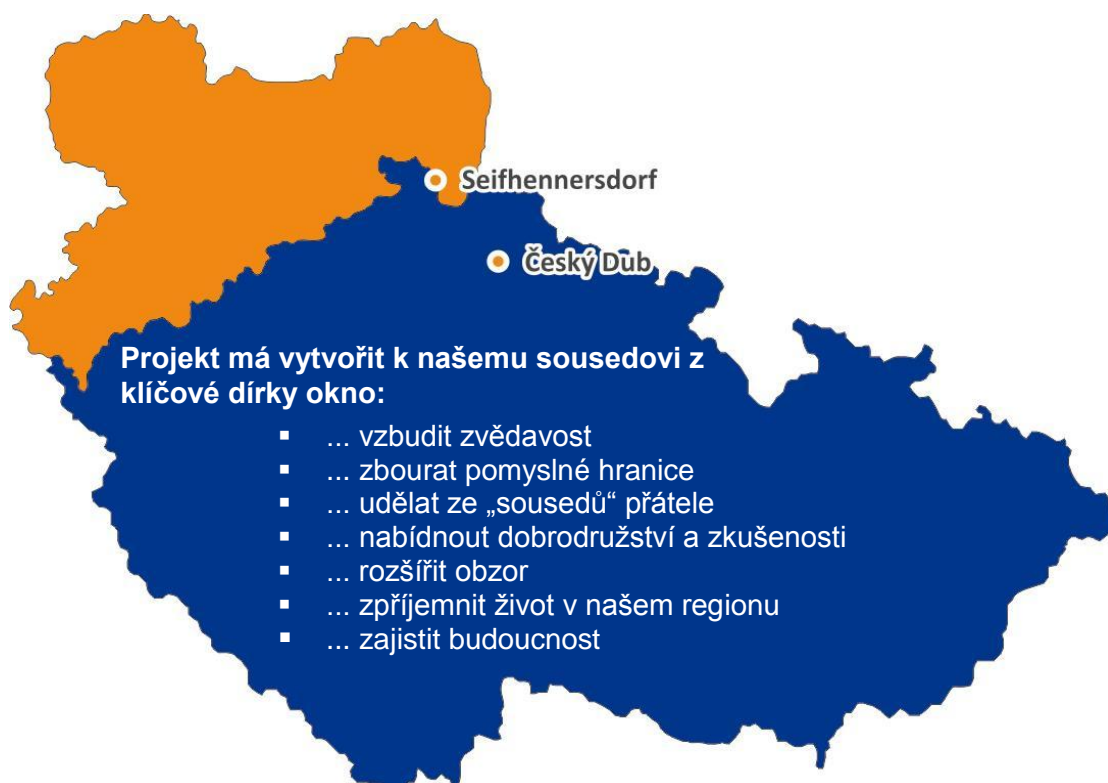 Seifhennersdorf
Český Dub
Projekt má vytvořit k našemu sousedovi z
klíčové dírky okno:
▪ ... vzbudit zvědavost
▪ ... zbourat pomyslné hranice
▪ ... udělat ze „sousedů“ přátele
▪ ... nabídnout dobrodružství a zkušenosti
▪ ... rozšířit obzor
▪ ... zpříjemnit život v našem regionu
▪ ... zajistit budoucnost